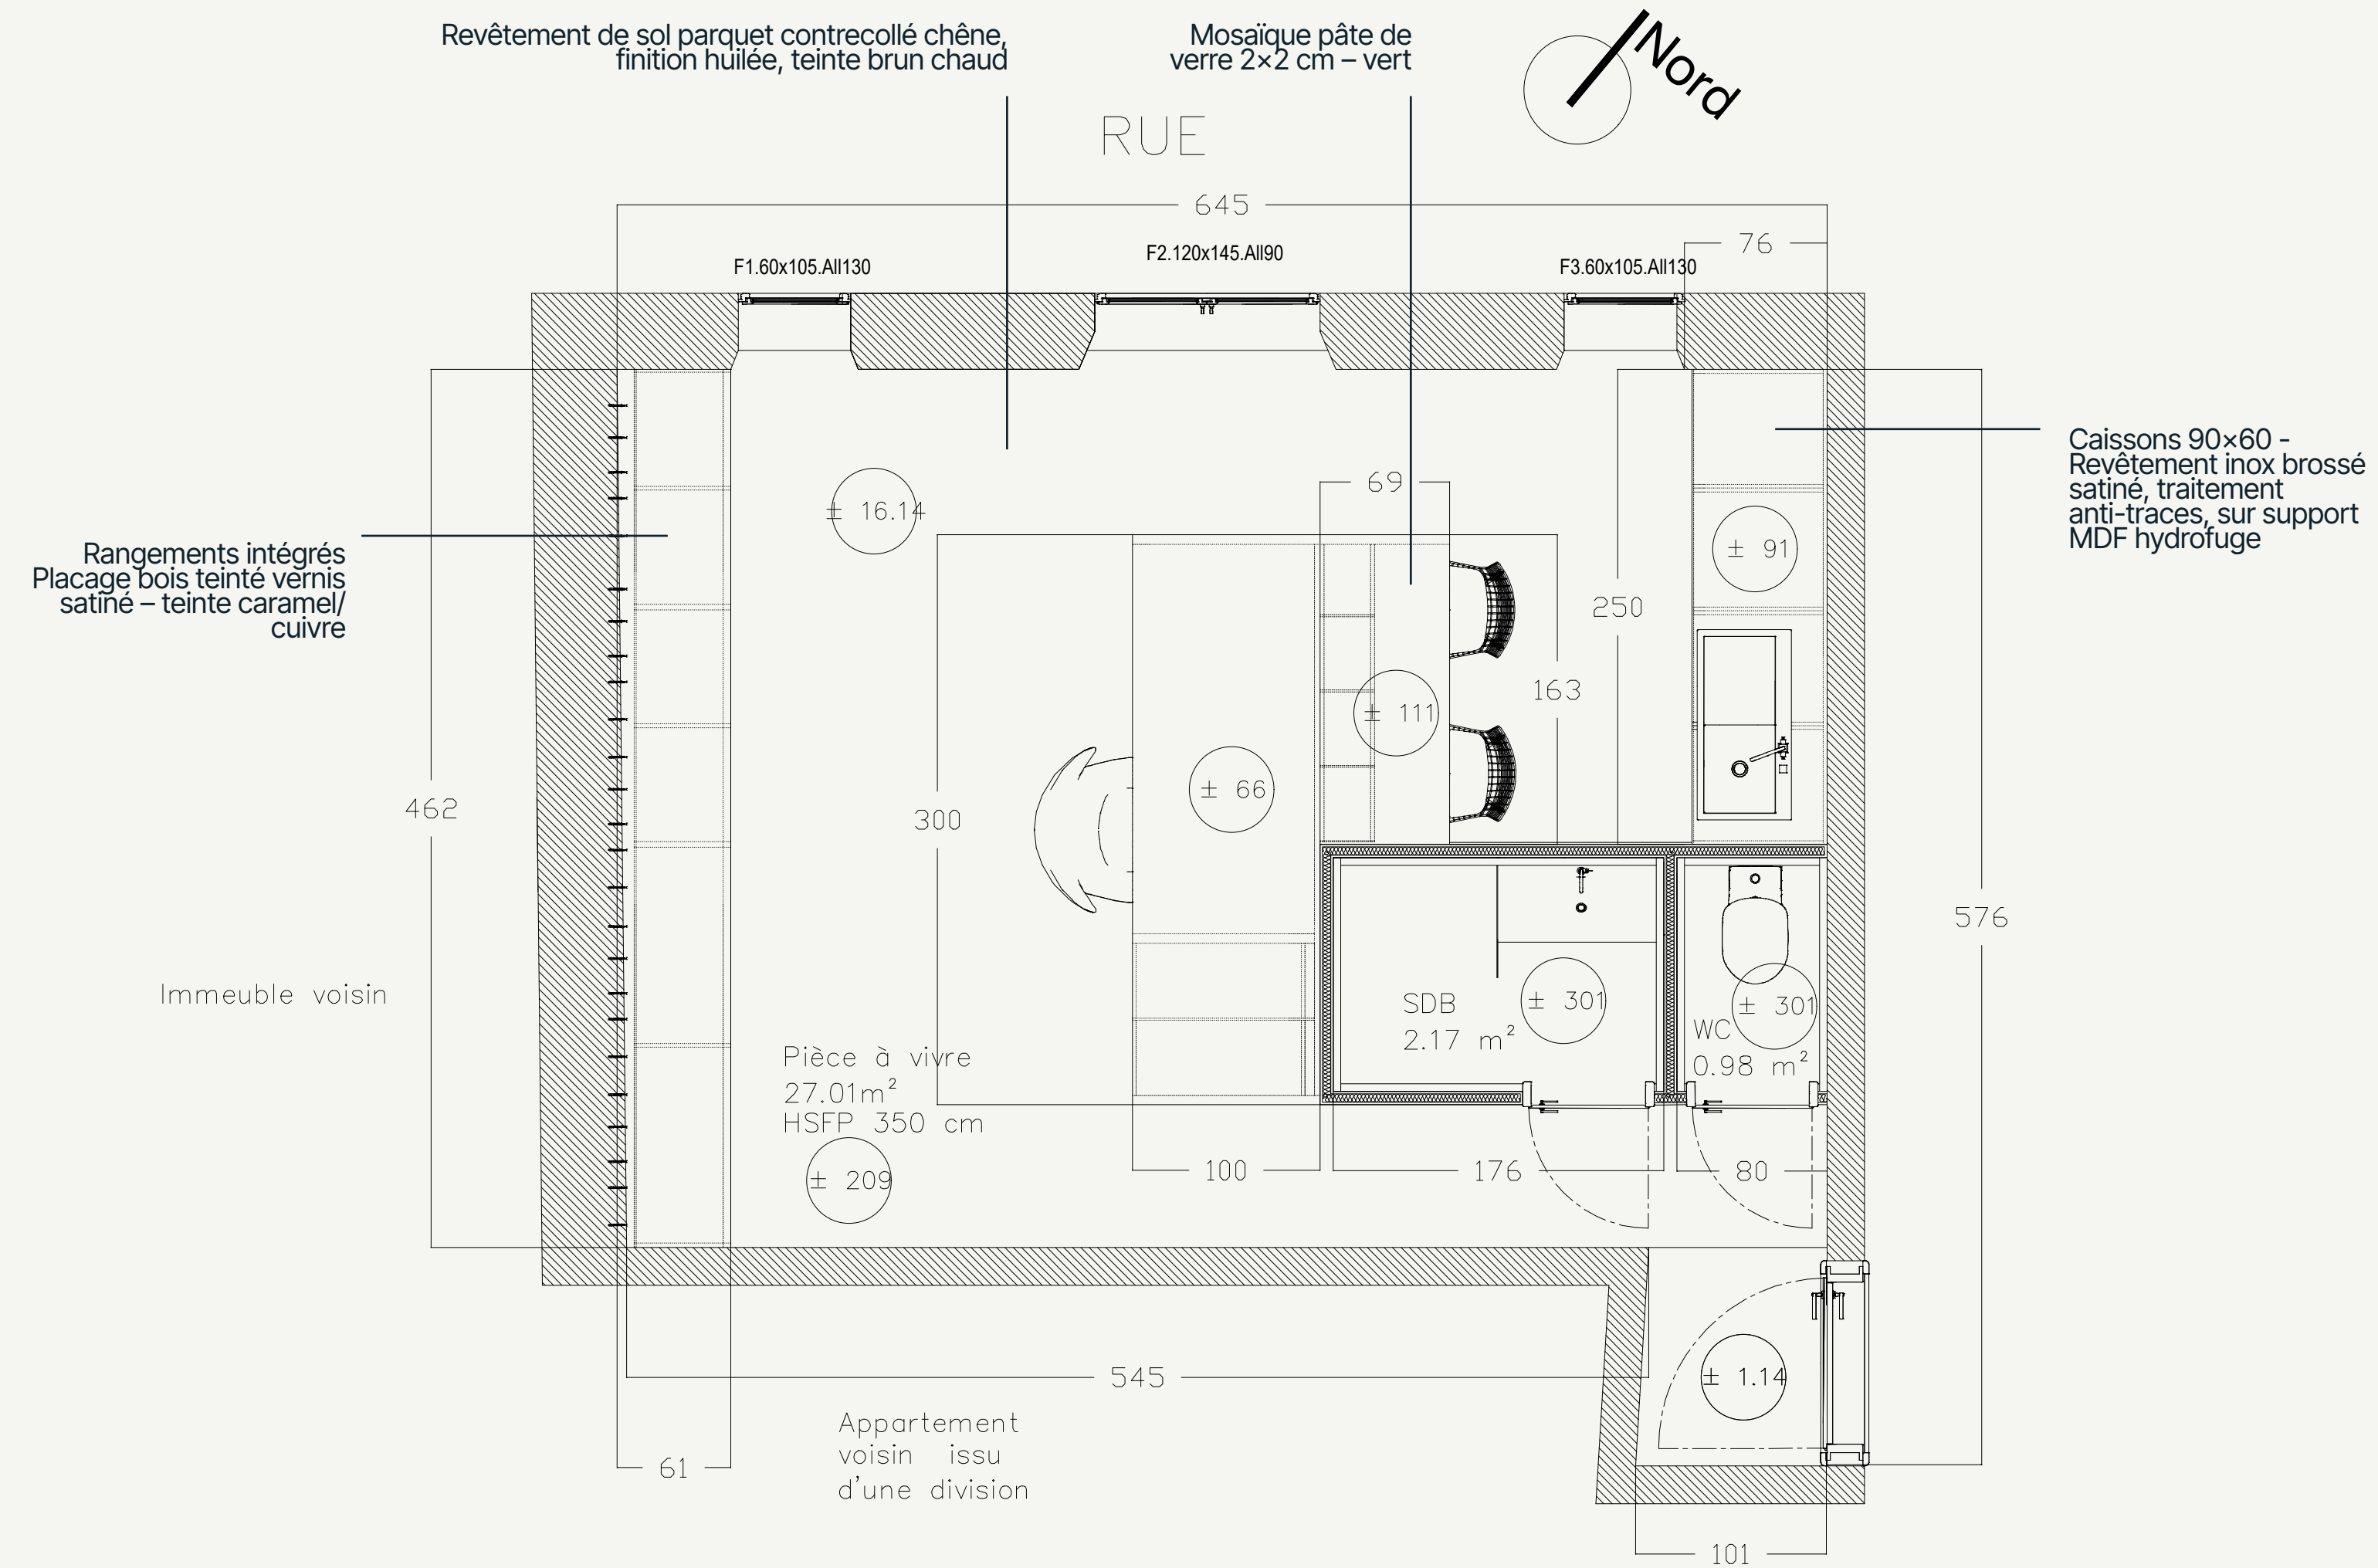 Revêtement de sol parquet contrecollé chêne,
finition huilée, teinte brun chaud
Mosaïque pâte de
verre 2×2 cm – vert
Nord
RUE
645
76
F1.60x105.All130
F2.120x145.All90
F3.60x105.All130
Caissons 90×60 -
Revêtement inox brossé
satiné, traitement
anti-traces, sur support
MDF hydrofuge
Rangements intégrés
Placage bois teinté vernis
satiné – teinte caramel/
cuivre
± 16.14
69
± 91
250
163
± 111
± 66
462
300
576
Immeuble voisin
SDB
2.17 m²
± 301
± 301
WC
0.98 m²
Pièce à vivre
27.01m²
HSFP 350 cm
± 209
100
176
80
545
± 1.14
Appartement
voisin issu
d'une division
61
101